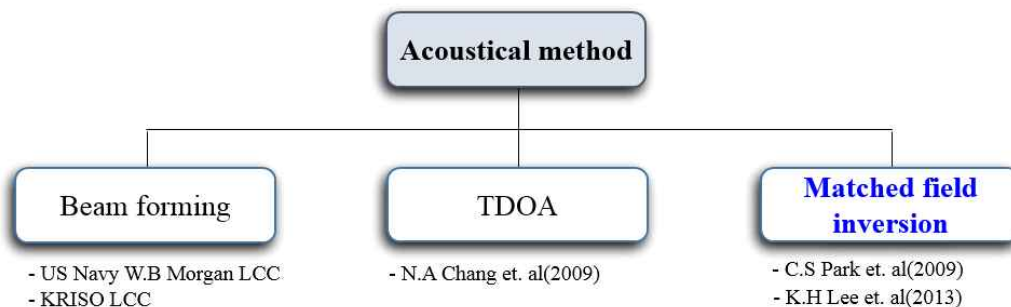 Acoustical method
Beam forming
- US Navy W.B Morgan LCC
- KRISO LCC
TDOA
- N.A Chang et. al(2009)
Matched field
inversion
- C.S Park et. al(2009)
- K.H Lee et. al(2013)